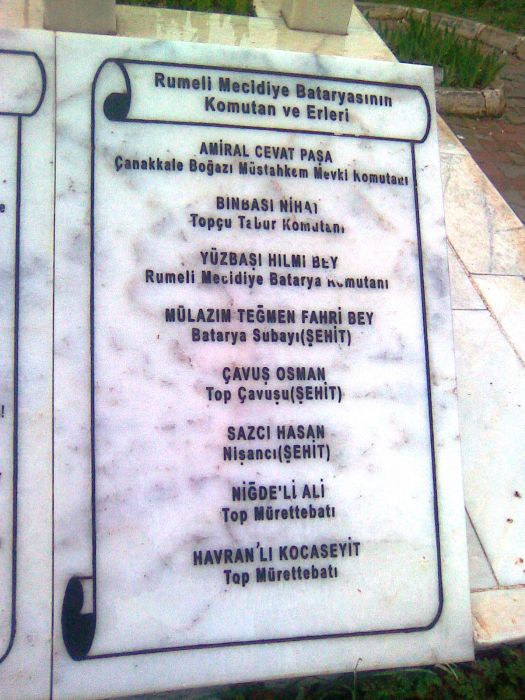 Rumeli Mecidiye Bataryasının
Komutan ve Erleri
AMİRAL CEVAT PAŞA
Çanakkale Boğazı Müstahkem Mevki Komutanı
BİNBASI NİHAT
Topçu Tabur Komutanı
YÜZBAŞI HİLMİ BEY
Rumeli Mecidiye Batarya Komutanı
MÜLAZIM TEĞMEN FAHRİ BEY
Batarya Subayı(ŞEHİT)
ÇAVUŞ OSMAN
Top Çavuşu(ŞEHİT)
SAZCI HASAN
Nişancı(ŞEHİT)
NİĞDE'Lİ ALİ
Top Mürettebatı
HAVRAN'LI KOCASEYİT
Top Mürettebatı